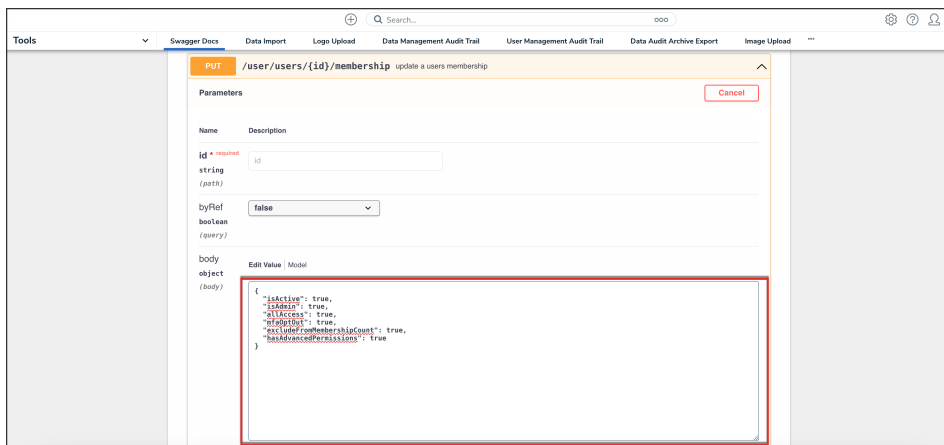 Search...
Tools
Swagger Docs Data Import Logo Upload Data Management Audit Trail User Management Audit Trail Data Audit Archive Export Image Upload ...
PUT /user/users/{id}/membership update a users membership
Parameters
Cancel
Name Description
id * required
string
(path)
id
byRef
boolean
(query)
false
body
object
(body)
Edit Value | Model
{
"isActive": true,
"isAdmin": true,
"allAccess": true,
"mfaOptOut": true,
"excludeFromMembershipCount": true,
"hasAdvancedPermissions": true
}